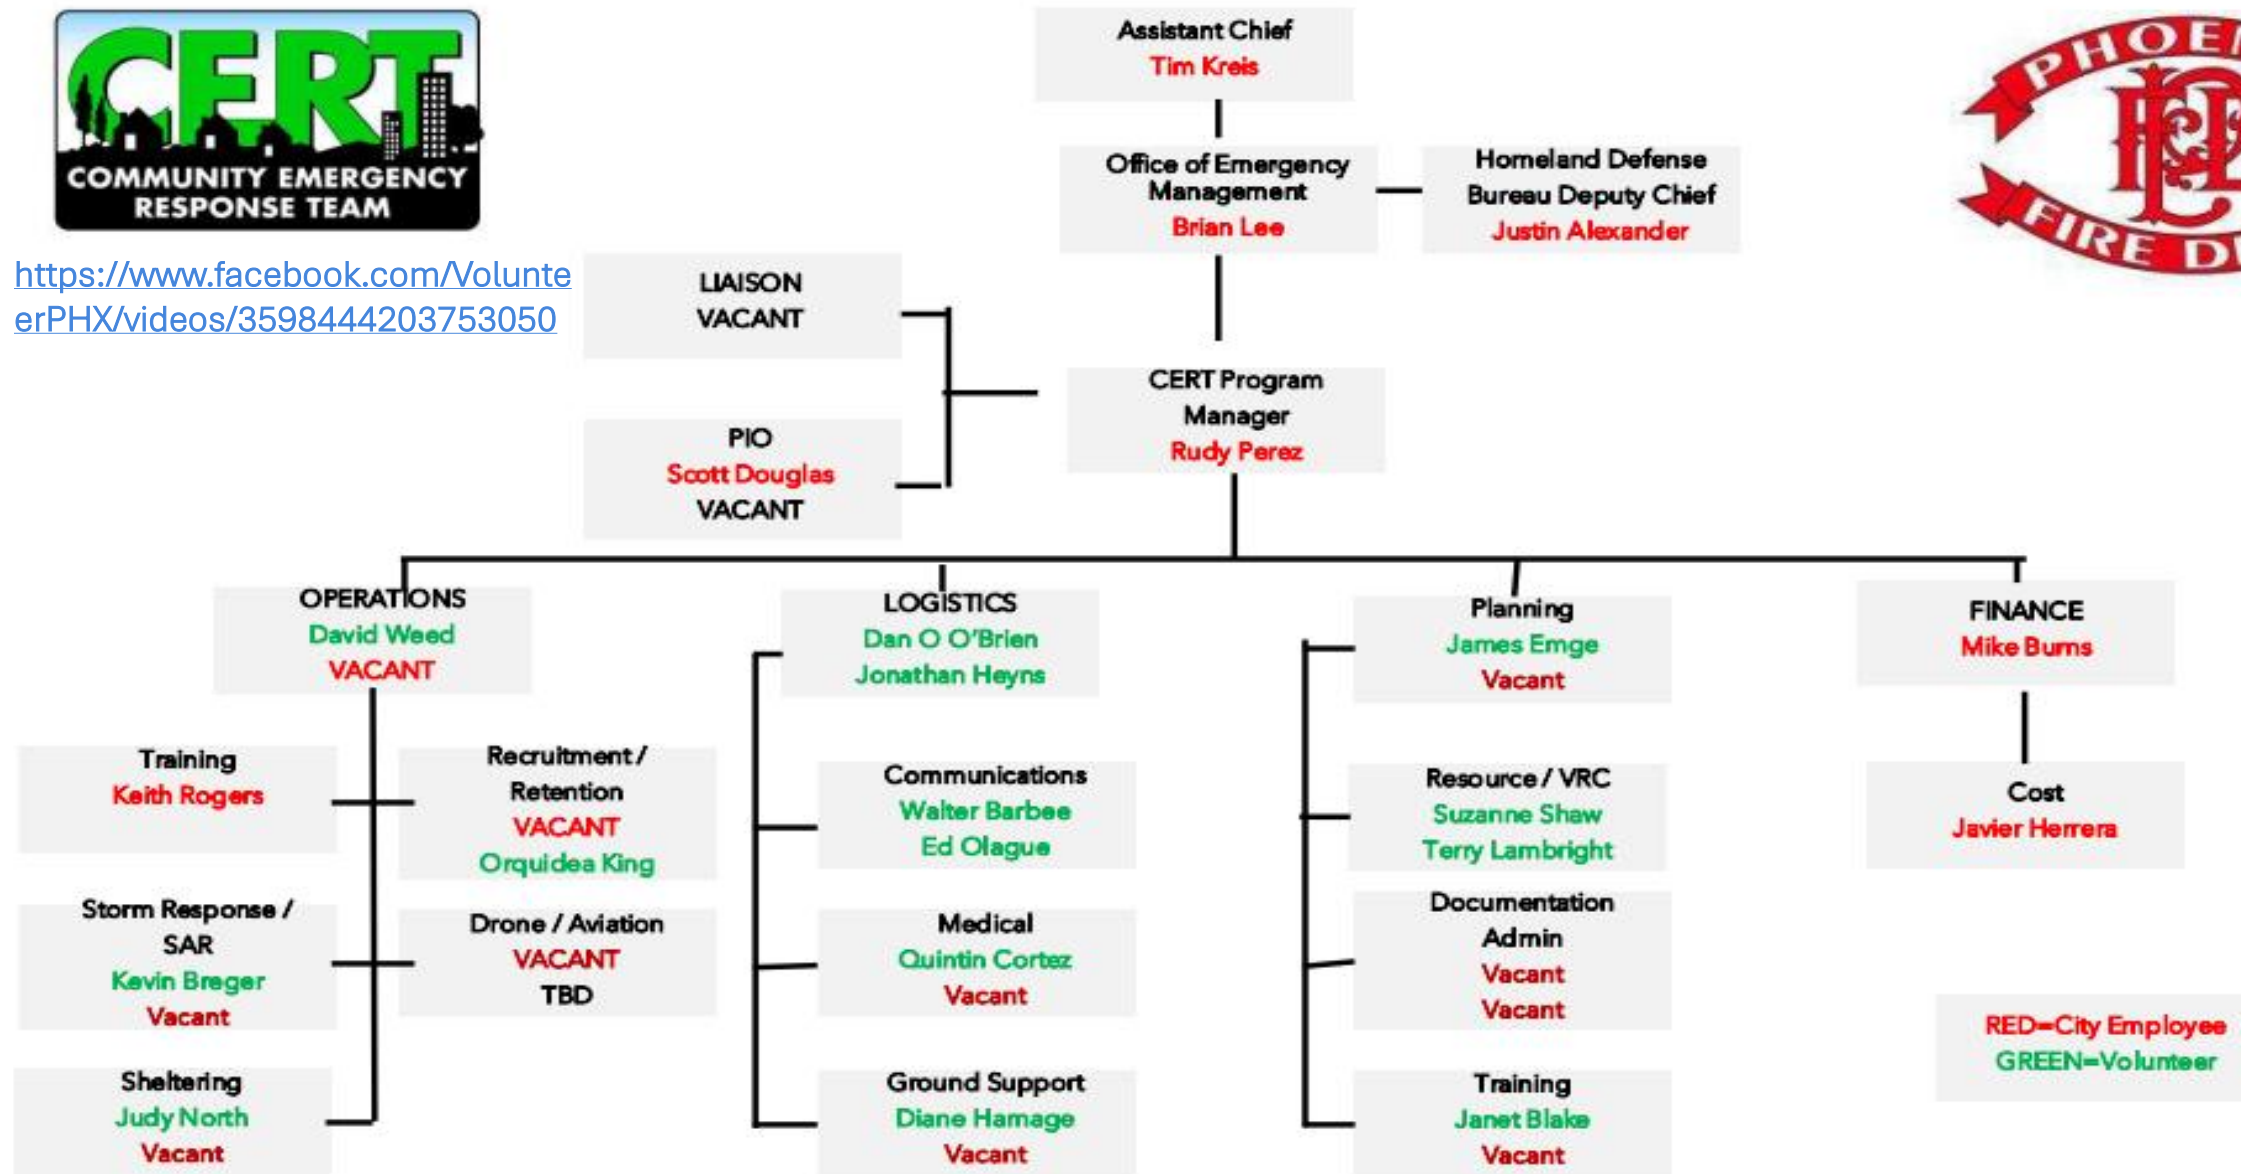 CERT
COMMUNITY EMERGENCY
RESPONSE TEAM
https://www.facebook.com/Volunte
erPHX/videos/3598444203753050
Assistant Chief
Tim Kreis
Office of Emergency
Management
Brian Lee
Homeland Defense
Bureau Deputy Chief
Justin Alexander
FIRE
LIAISON
VACANT
PIO
Scott Douglas
VACANT
CERT Program
Manager
Rudy Perez
OPERATIONS
David Weed
VACANT
Training
Keith Rogers
Recruitment /
Retention
VACANT
Orquidea King
Storm Response /
SAR
Kevin Breger
Vacant
Drone / Aviation
VACANT
TBD
Sheltering
Judy North
Vacant
LOGISTICS
Dan O O'Brien
Jonathan Heyns
Communications
Walter Barbee
Ed Olague
Medical
Quintin Cortez
Vacant
Ground Support
Diane Hamage
Vacant
Planning
James Emge
Vacant
Resource / VRC
Suzanne Shaw
Terry Lambright
Documentation
Admin
Vacant
Vacant
Training
Janet Blake
Vacant
FINANCE
Mike Burns
Cost
Javier Herrera
RED=City Employee
GREEN=Volunteer